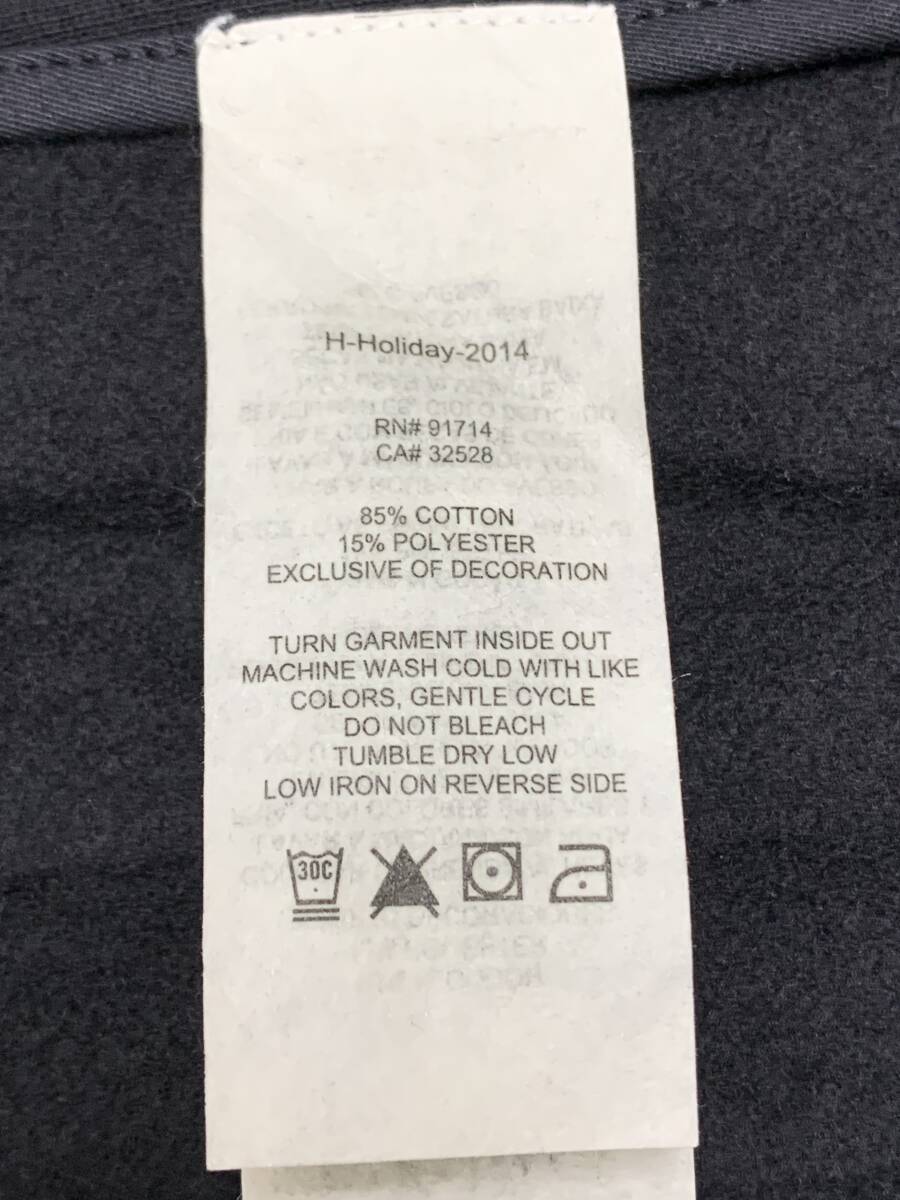 H-Holiday-2014
RN# 91714
CA# 32528
85% COTTON
15% POLYESTER
EXCLUSIVE OF DECORATION
TURN GARMENT INSIDE OUT
MACHINE WASH COLD WITH LIKE
COLORS, GENTLE CYCLE
DO NOT BLEACH
TUMBLE DRY LOW
LOW IRON ON REVERSE SIDE
30C